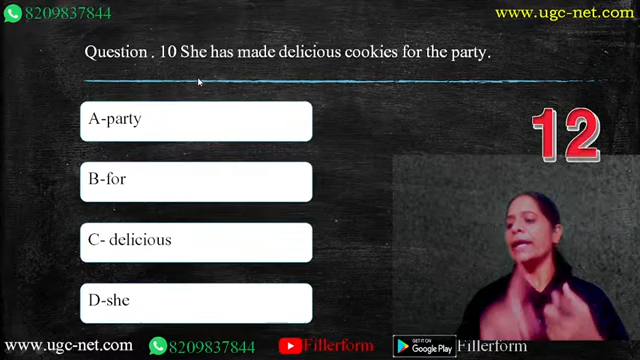 8209837844
www.ugc-net.com
Question . 10 She has made delicious cookies for the party.
A-party
12
B-for
C- delicious
D-she
www.ugc-net.com
8209837844
Fillerform
GET IT ON
Google Play
Fillerform